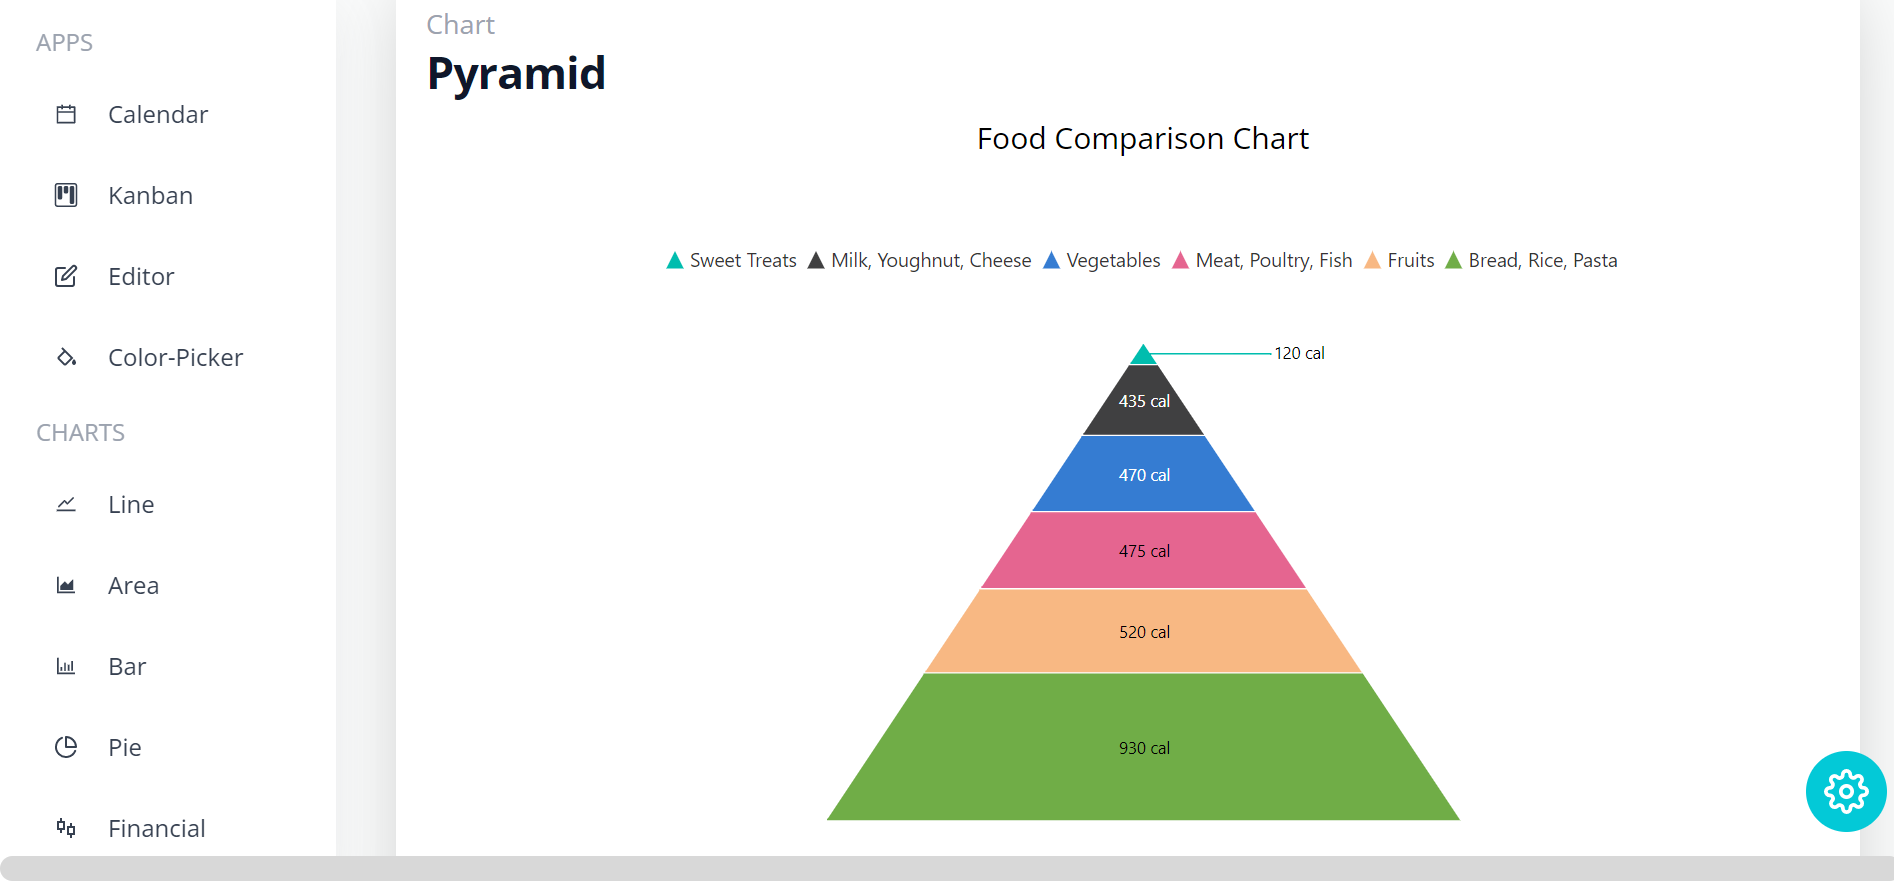 APPS
Calendar
Kanban
Editor
Color-Picker
CHARTS
Line
Area
Bar
Pie
Financial
Chart
Pyramid
Food Comparison Chart
Sweet Treats Milk, Youghnut, Cheese Vegetables Meat, Poultry, Fish Fruits Bread, Rice, Pasta
120 cal
435 cal
470 cal
475 cal
520 cal
930 cal